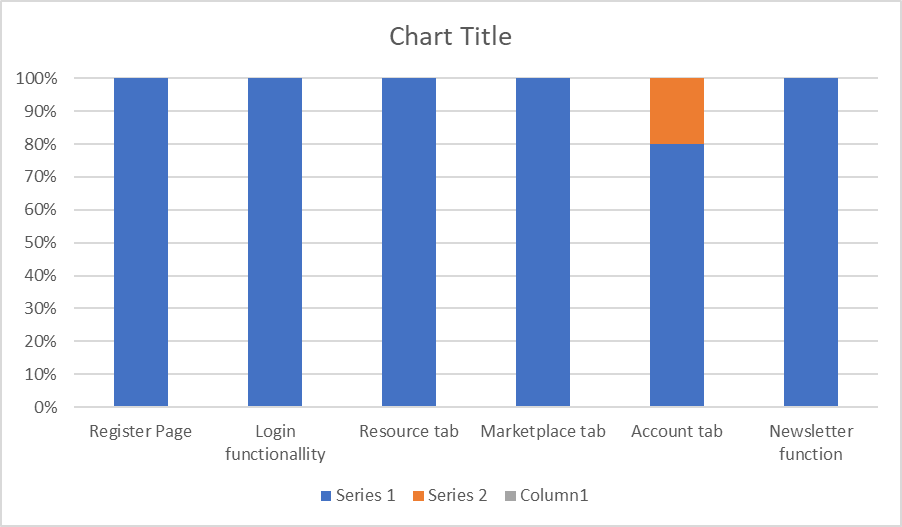 Chart Title
100%
90%
80%
70%
60%
50%
40%
30%
20%
10%
0%
Register Page
Login
functionallity
Resource tab
Marketplace tab
Account tab
Newsletter
function
Series 1
Series 2
Column1